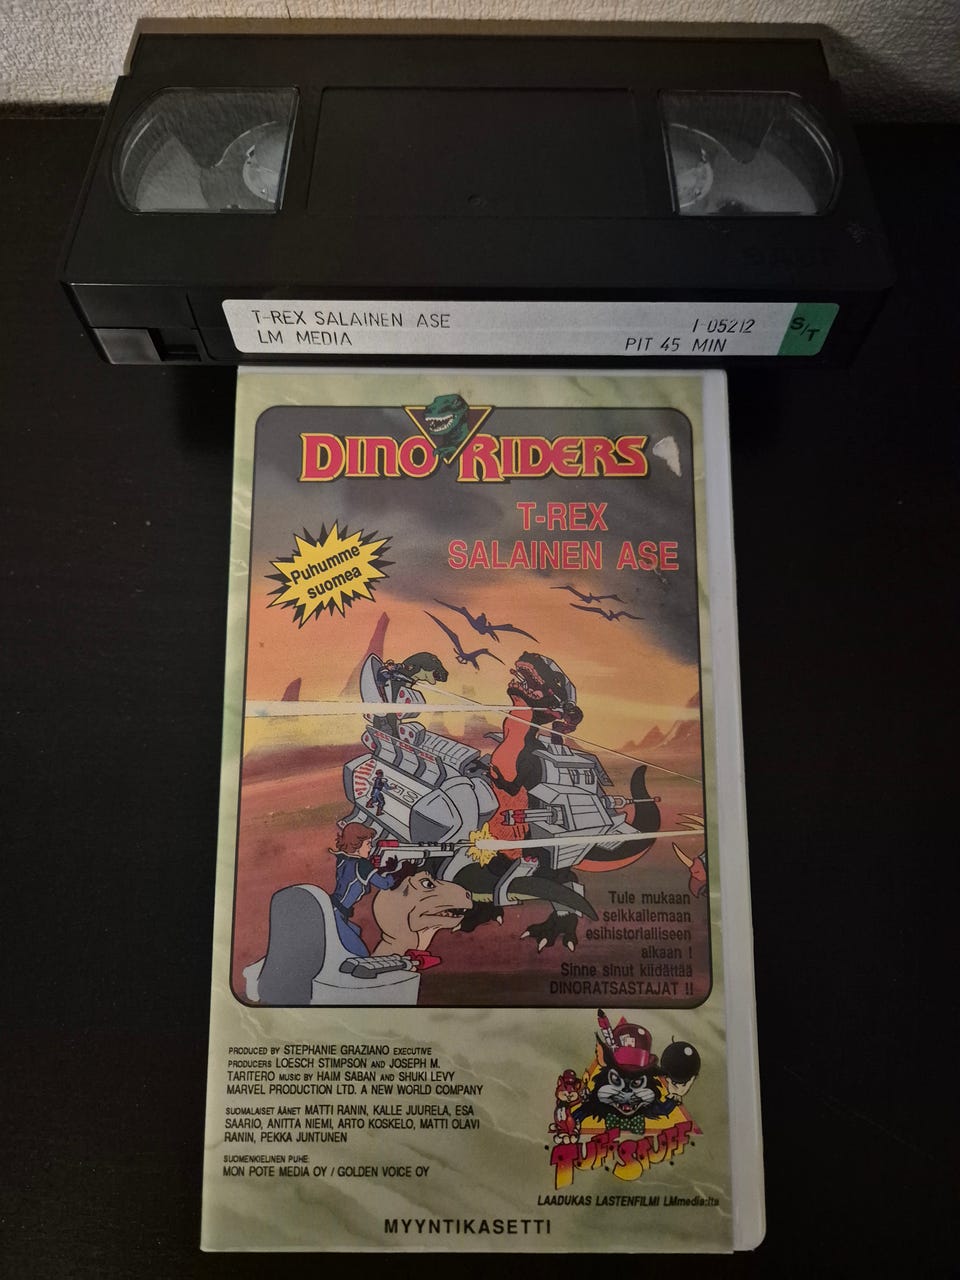 T-REX SALAINEN ASE
LM MEDIA
I-05212
PIT 45 MIN
S/T
DINO RIDERS
T-REX
SALAINEN ASE
Puhumme
suomea
Tule mukaan
seikkailemaan
esihistorialliseen
aikaan !
Sinne sinut kiidättää
DINORATSASTAJAT !!
PRODUCED BY STEPHANIE GRAZIANO EXECUTIVE
PRODUCERS LOESCH STIMPSON AND JOSEPH M.
TARITERO MUSIC BY HAIM SABAN AND SHUKI LEVY
MARVEL PRODUCTION LTD. A NEW WORLD COMPANY
SUOMALAISET ÄÄNET MATTI RANIN, KALLE JUURELA, ESA
SAARIO, ANITTA NIEMI, ARTO KOSKELO, MATTI OLAVI
RANIN, PEKKA JUNTUNEN
SUOMENKIELINEN PUHE:
MON POTE MEDIA OY / GOLDEN VOICE OY
TUFF STUFF
LAADUKAS LASTENFILMI LMmedia:lta
MYYNTIKASETTI